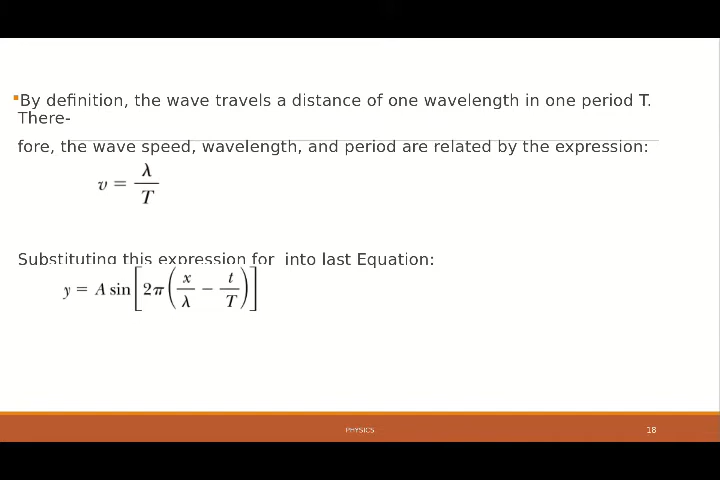 ▪By definition, the wave travels a distance of one wavelength in one period T.
There-
fore, the wave speed, wavelength, and period are related by the expression:
v = λ / T
Substituting this expression for  into last Equation:
y = A sin[2π(x/λ − t/T)]
PHYSICS
18